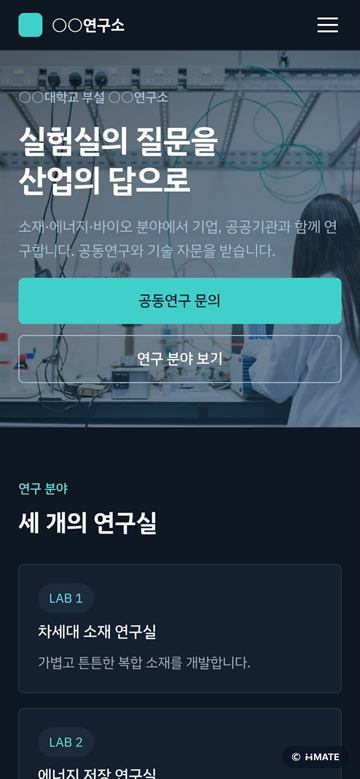 ○○연구소
○○대학교 부설 ○○연구소
실험실의 질문을
산업의 답으로
소재·에너지·바이오 분야에서 기업, 공공기관과 함께 연
구합니다. 공동연구와 기술 자문을 받습니다.
공동연구 문의
연구 분야 보기
연구 분야
세 개의 연구실
LAB 1
차세대 소재 연구실
가볍고 튼튼한 복합 소재를 개발합니다.
LAB 2
에너지 저장 연구실
© HMATE